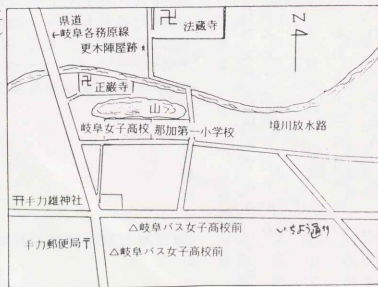 県道
←岐阜各務原線
更木陣屋跡
卍
法蔵寺
N
卍正巌寺
山
岐阜女子高校
那加第一小学校
境川放水路
⛩手力雄神社
△岐阜バス女子高校前
いちょう通り
手力郵便局〒
△岐阜バス女子高校前